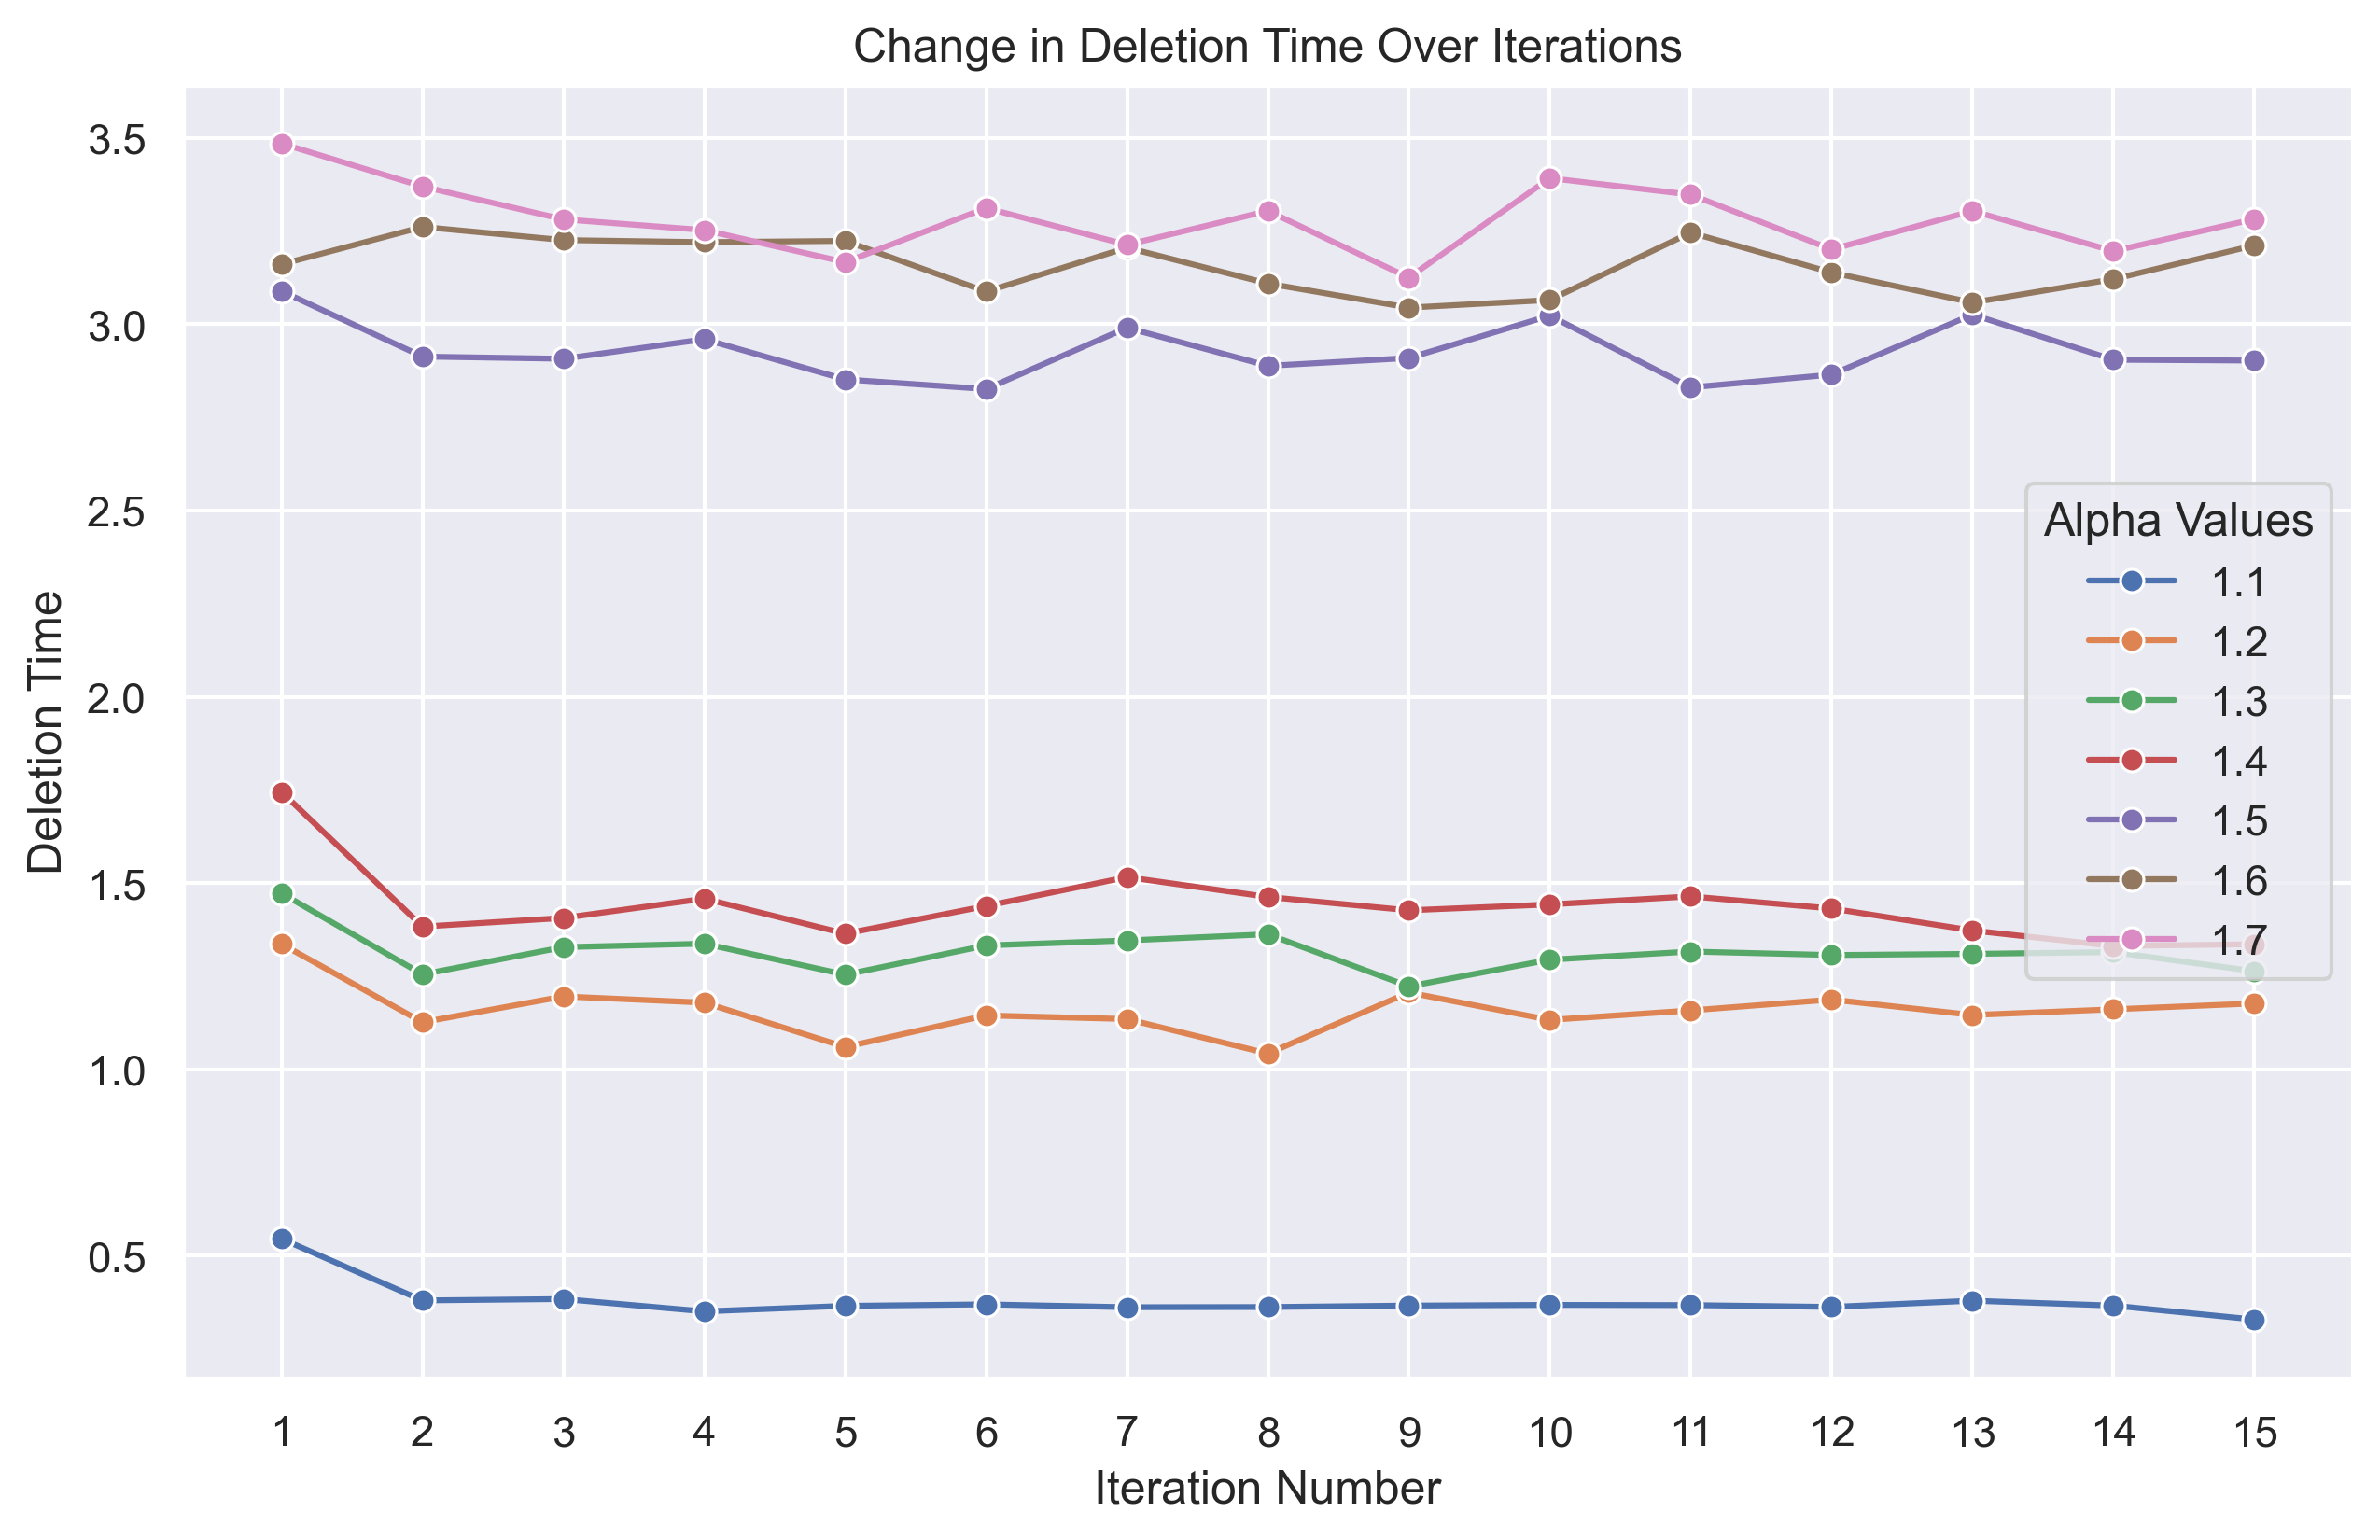 Change in Deletion Time Over Iterations
3.5
3.0
2.5
2.0
1.5
1.0
0.5
Deletion Time
Alpha Values
1.1
1.2
1.3
1.4
1.5
1.6
1.7
1 2 3 4 5 6 7 8 9 10 11 12 13 14 15
Iteration Number